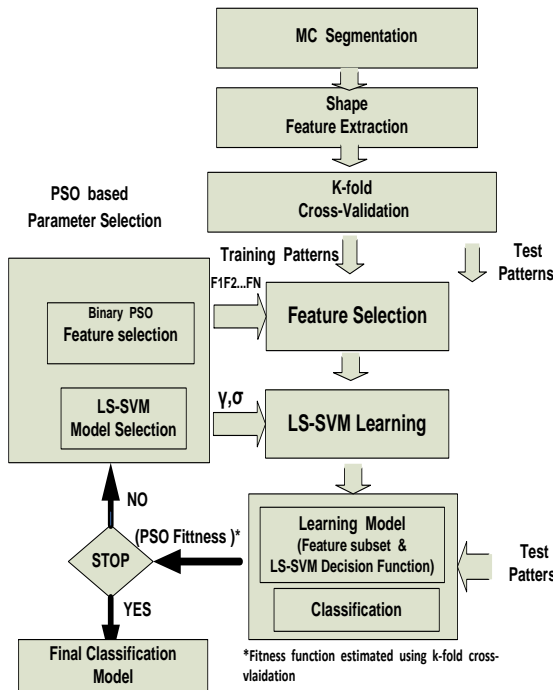 MC Segmentation
Shape
Feature Extraction
K-fold
Cross-Validation
PSO based
Parameter Selection
Training Patterns
Test
Patterns
F1F2...FN
Binary PSO
Feature selection
Feature Selection
LS-SVM
Model Selection
γ,σ
LS-SVM Learning
NO
(PSO Fittness )*
STOP
YES
Learning Model
(Feature subset &
LS-SVM Decision Function)
Classification
Test
Patters
Final Classification
Model
*Fitness function estimated using k-fold cross-
vlaidation